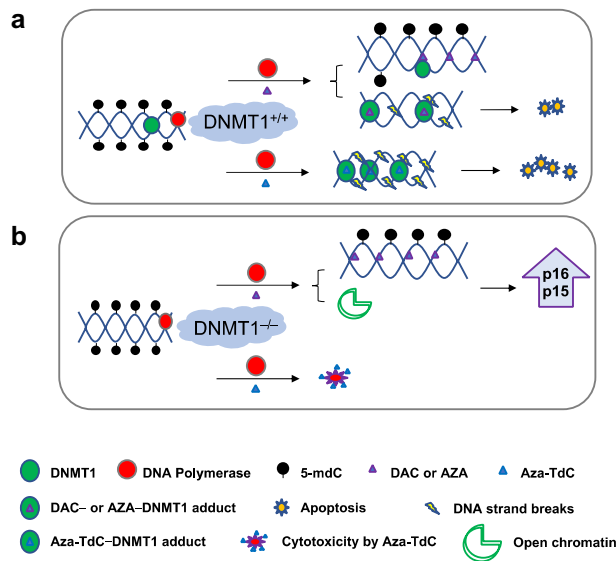 a
DNMT1+/+
b
DNMT1–/–
p16
p15
DNMT1
DNA Polymerase
5-mdC
DAC or AZA
Aza-TdC
DAC– or AZA–DNMT1 adduct
Apoptosis
DNA strand breaks
Aza-TdC–DNMT1 adduct
Cytotoxicity by Aza-TdC
Open chromatin